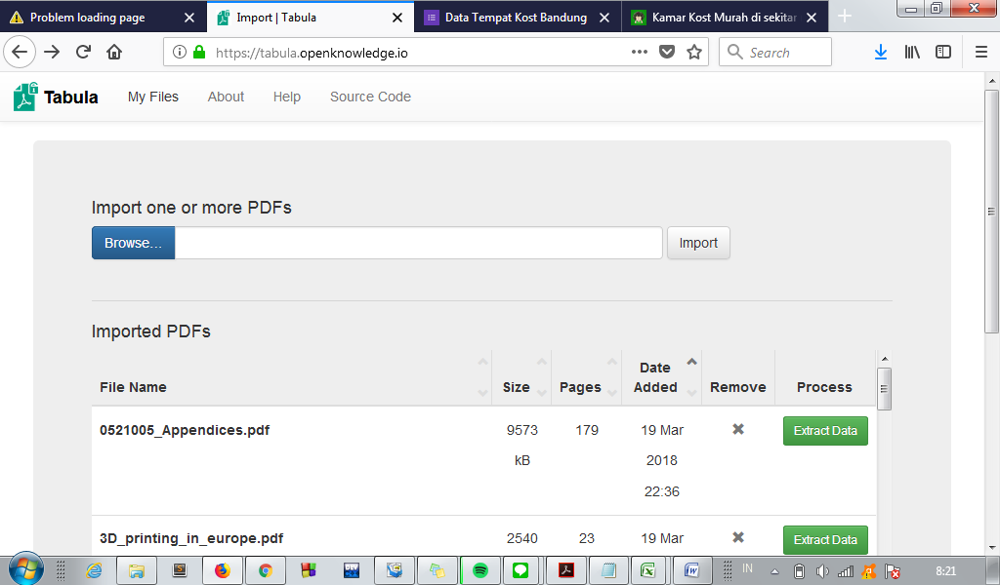 Problem loading page
Import | Tabula
Data Tempat Kost Bandung
Kamar Kost Murah di sekitar
https://tabula.openknowledge.io
Search
Tabula
My Files
About
Help
Source Code
Import one or more PDFs
Browse...
Import
Imported PDFs
File Name
Size
Pages
Date Added
Remove
Process
0521005_Appendices.pdf
9573 kB
179
19 Mar 2018 22:36
Extract Data
3D_printing_in_europe.pdf
2540
23
19 Mar
Extract Data
IN
8:21